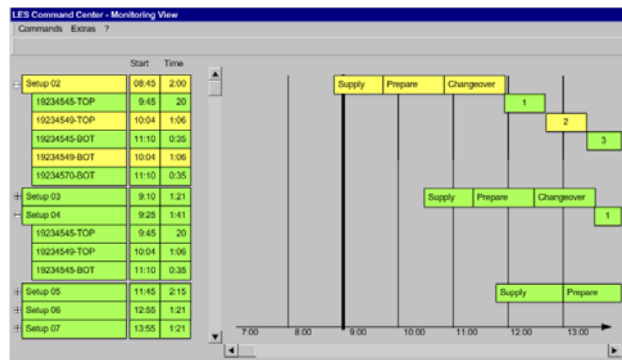 LES Command Center - Monitoring View
Commands Extras ?
Start Time
Setup 02 08:45 2:00 Supply Prepare Changeover
19234545-TOP 9:45 20 1
19234549-TOP 10:04 1:06 2
19234545-BOT 11:10 0:35 3
19234549-BOT 10:04 1:06
19234570-BOT 11:10 0:35
Setup 03 9:10 1:21 Supply Prepare Changeover
Setup 04 9:25 1:41 1
19234545-TOP 9:45 20
19234549-TOP 10:04 1:06
19234545-BOT 11:10 0:35
Setup 05 11:45 2:15 Supply Prepare
Setup 06 12:55 1:21
Setup 07 13:55 1:21
7:00 8:00 9:00 10:00 11:00 12:00 13:00